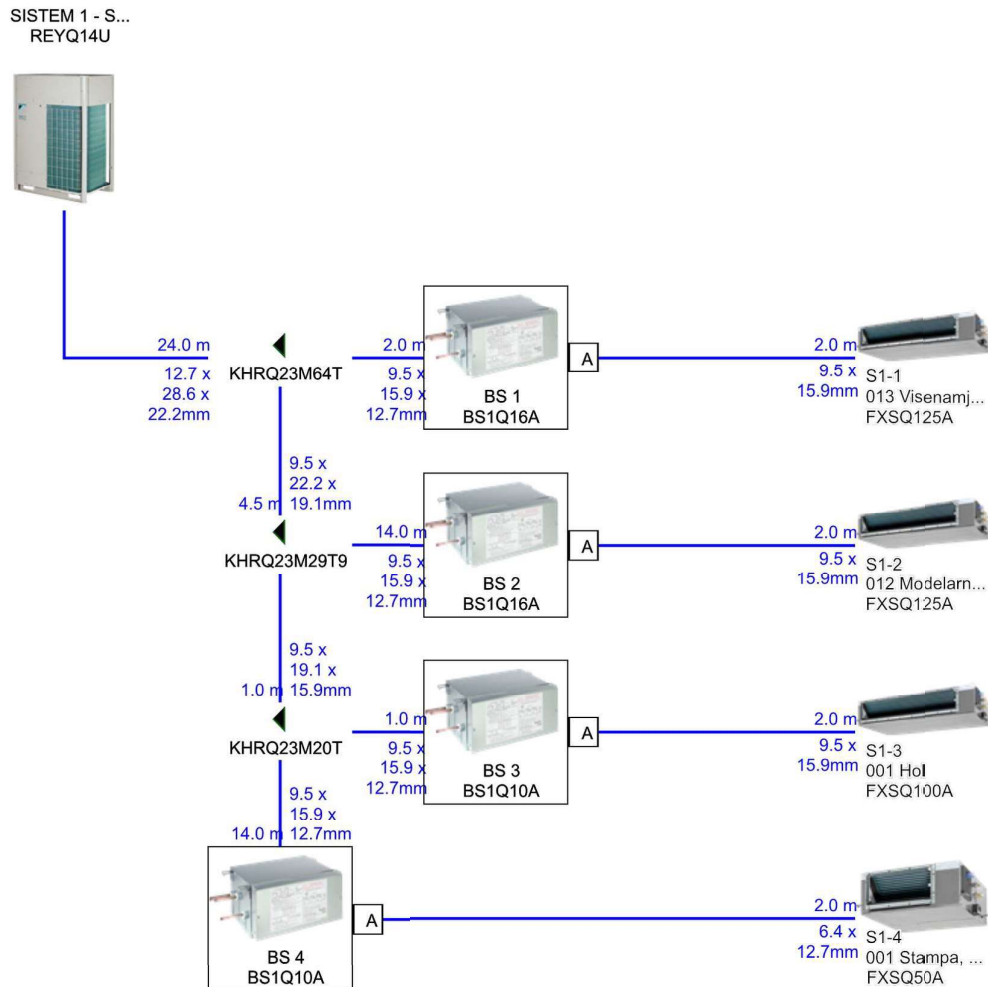 SISTEM 1 - S...
REYQ14U
24.0 m
12.7 x
28.6 x
22.2mm
KHRQ23M64T
2.0 m
9.5 x
15.9 x
12.7mm
BS 1
BS1Q16A
A
2.0 m
9.5 x
15.9mm
S1-1
013 Visenamj...
FXSQ125A
9.5 x
22.2 x
4.5 m 19.1mm
KHRQ23M29T9
14.0 m
9.5 x
15.9 x
12.7mm
BS 2
BS1Q16A
A
2.0 m
9.5 x
15.9mm
S1-2
012 Modelarn...
FXSQ125A
9.5 x
19.1 x
1.0 m 15.9mm
KHRQ23M20T
1.0 m
9.5 x
15.9 x
12.7mm
BS 3
BS1Q10A
A
2.0 m
9.5 x
15.9mm
S1-3
001 Hol
FXSQ100A
9.5 x
15.9 x
14.0 m 12.7mm
BS 4
BS1Q10A
A
2.0 m
6.4 x
12.7mm
S1-4
001 Stampa, ...
FXSQ50A